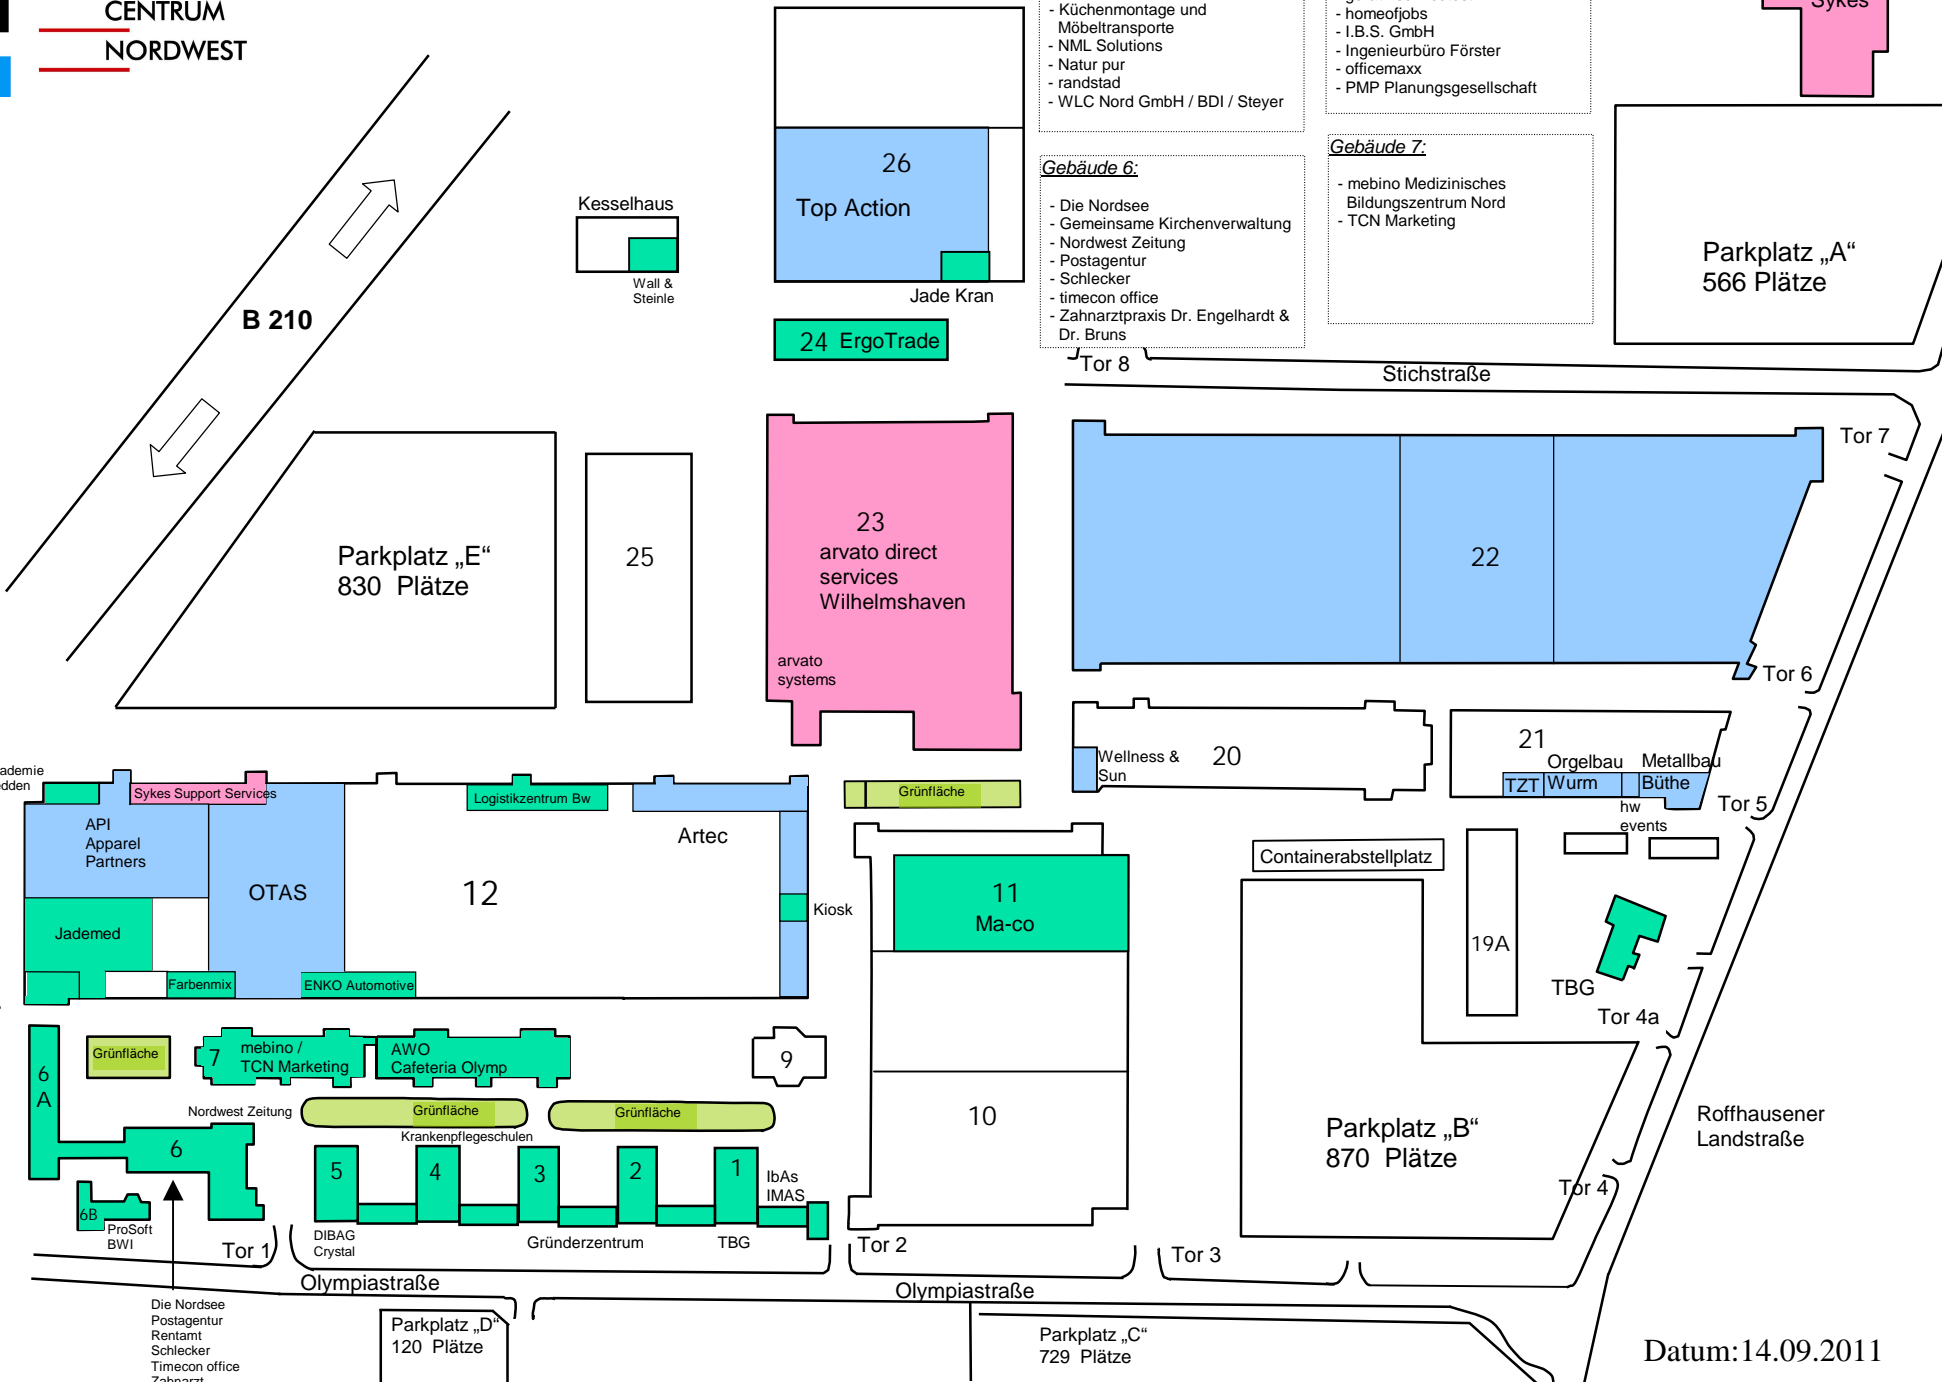 CENTRUM
NORDWEST
- Küchenmontage und
Möbeltransporte
- NML Solutions
- Natur pur
- randstad
- WLC Nord GmbH / BDI / Steyer
- homeofjobs
- I.B.S. GmbH
- Ingenieurbüro Förster
- officemaxx
- PMP Planungsgesellschaft
Sykes
Gebäude 6:
- Die Nordsee
- Gemeinsame Kirchenverwaltung
- Nordwest Zeitung
- Postagentur
- Schlecker
- timecon office
- Zahnarztpraxis Dr. Engelhardt &
Dr. Bruns
Gebäude 7:
- mebino Medizinisches
Bildungszentrum Nord
- TCN Marketing
Parkplatz „A“
566 Plätze
26
Top Action
Jade Kran
Kesselhaus
Wall &
Steinle
B 210
24 ErgoTrade
Tor 8
Stichstraße
Tor 7
Parkplatz „E“
830 Plätze
25
23
arvato direct
services
Wilhelmshaven
arvato
systems
22
Tor 6
Wellness &
Sun
20
21
Orgelbau
Wurm
Metallbau
Büthe
TZT
hw
events
Tor 5
ademie
dden
Sykes Support Services
Logistikzentrum Bw
Grünfläche
API
Apparel
Partners
Artec
OTAS
12
Kiosk
Jademed
Farbenmix
ENKO Automotive
11
Ma-co
Containerabstellplatz
19A
TBG
Tor 4a
6
A
Grünfläche
7
mebino /
TCN Marketing
AWO
Cafeteria Olymp
9
Nordwest Zeitung
Grünfläche
Grünfläche
Krankenpflegeschulen
10
Parkplatz „B“
870 Plätze
Roffhausener
Landstraße
6
5
4
3
2
1
IbAs
IMAS
Tor 4
6B
ProSoft
BWI
Tor 1
DIBAG
Crystal
Gründerzentrum
TBG
Tor 2
Tor 3
Olympiastraße
Olympiastraße
Die Nordsee
Postagentur
Rentamt
Schlecker
Timecon office
Zahnarzt
Parkplatz „D“
120 Plätze
Parkplatz „C“
729 Plätze
Datum:14.09.2011